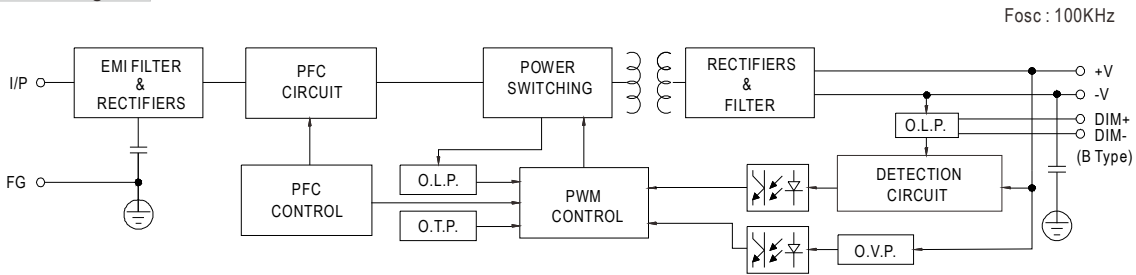 Fosc : 100KHz
I/P
EMI FILTER
&
RECTIFIERS
PFC
CIRCUIT
POWER
SWITCHING
RECTIFIERS
&
FILTER
+V
-V
DIM+
DIM-
(B Type)
O.L.P.
DETECTION
CIRCUIT
FG
PFC
CONTROL
O.L.P.
O.T.P.
PWM
CONTROL
O.V.P.